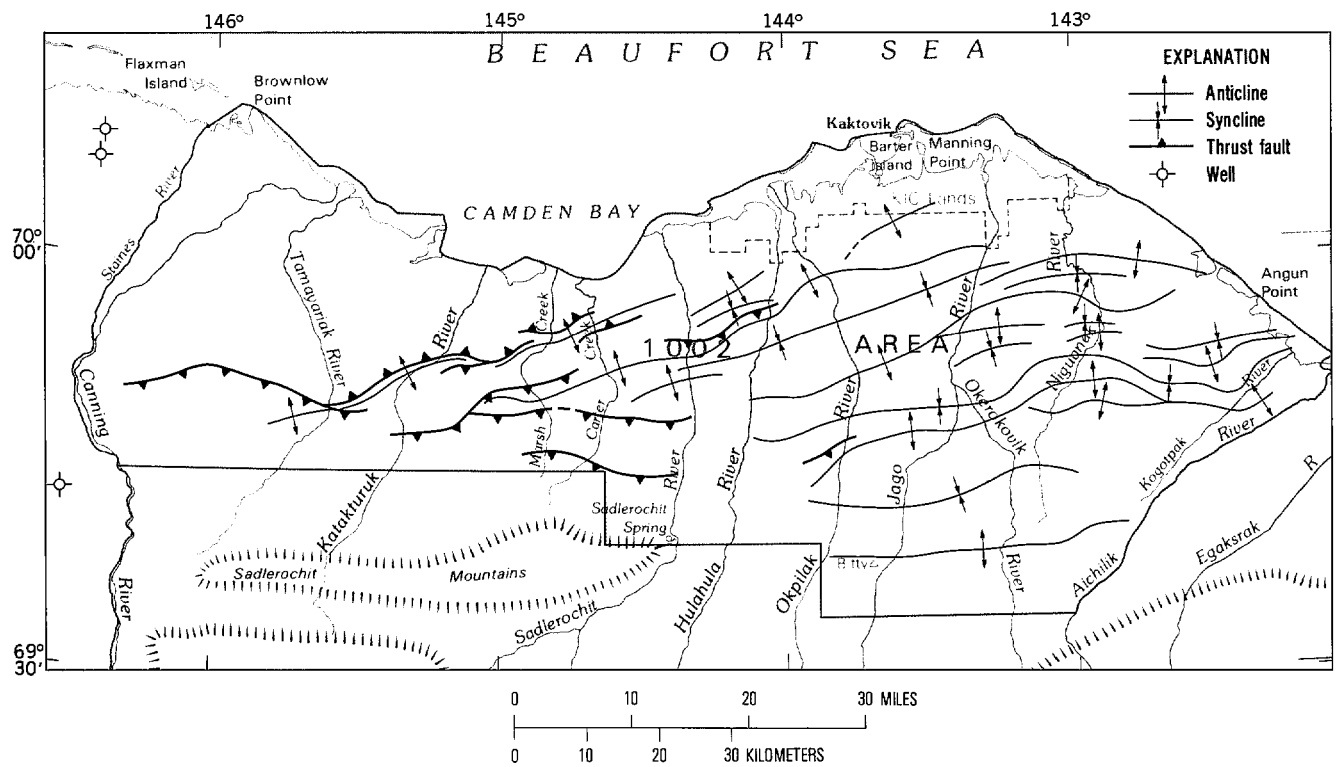 146° 145° 144° 143°
BEAUFORT SEA
EXPLANATION
Anticline
Syncline
Thrust fault
Well
Flaxman
Island
Brownlow
Point
Kaktovik
Barter
Island
Manning
Point
KIC Lands
CAMDEN BAY
70°
00'
Staines River
Tamayariak River
River
Creek
Creek
River
River
Angun
Point
1002 AREA
Canning
River
Katakturuk
Marsh
Carter
River
River
River
Jago
Okerokovik
River
Niguanak
River
Kogotpak
River
R
Sadlerochit
Spring
Sadlerochit Mountains
Sadlerochit
Hulahula
Okpilak
Aichilik
Egaksrak
69°
30'
0 10 20 30 MILES
0 10 20 30 KILOMETERS